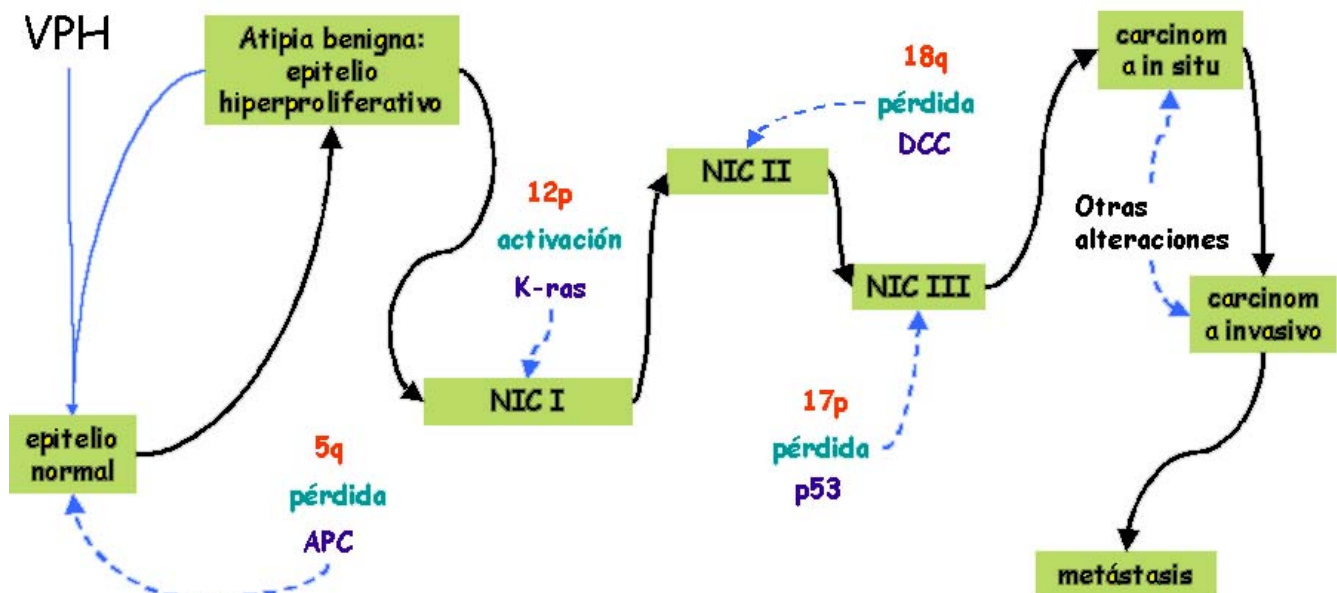 VPH
Atipia benigna:
epitelio
hiperproliferativo
epitelio
normal
5q
pérdida
APC
12p
activación
K-ras
NIC I
NIC II
18q
pérdida
DCC
NIC III
17p
pérdida
p53
carcinom
a in situ
Otras
alteraciones
carcinom
a invasivo
metástasis